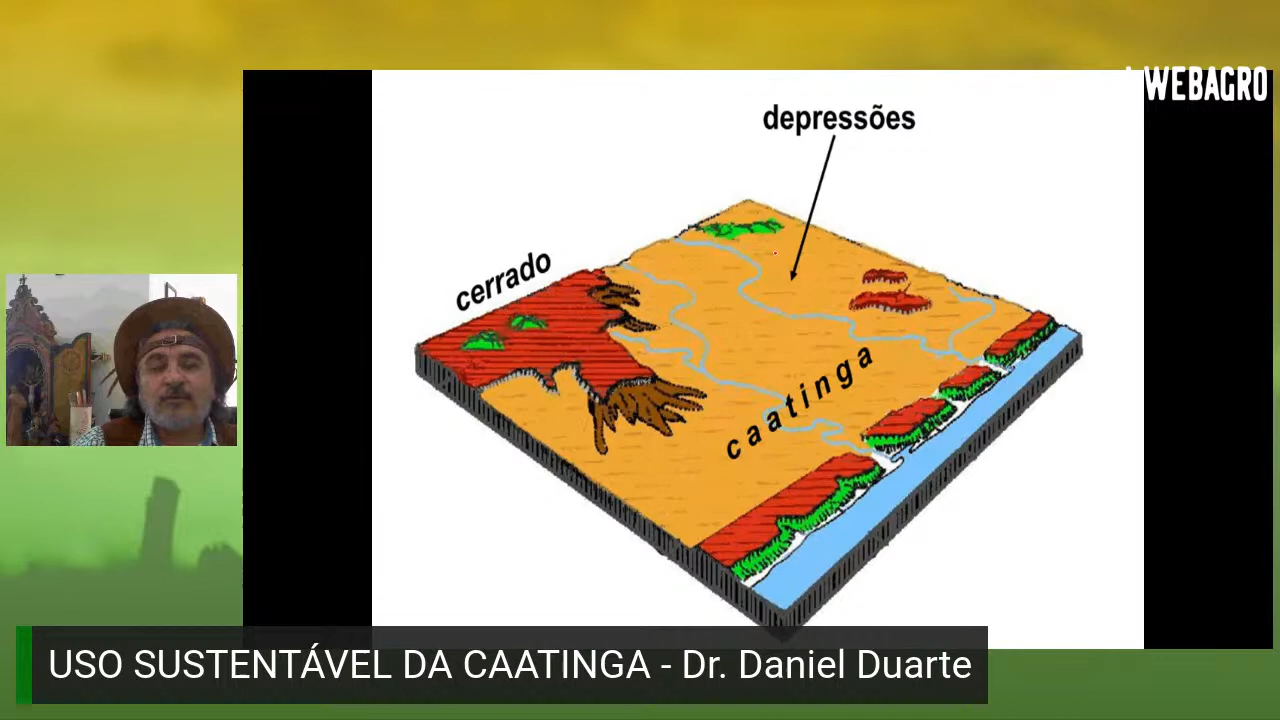 WEBAGRO
depressões
cerrado
caatinga
USO SUSTENTÁVEL DA CAATINGA - Dr. Daniel Duarte